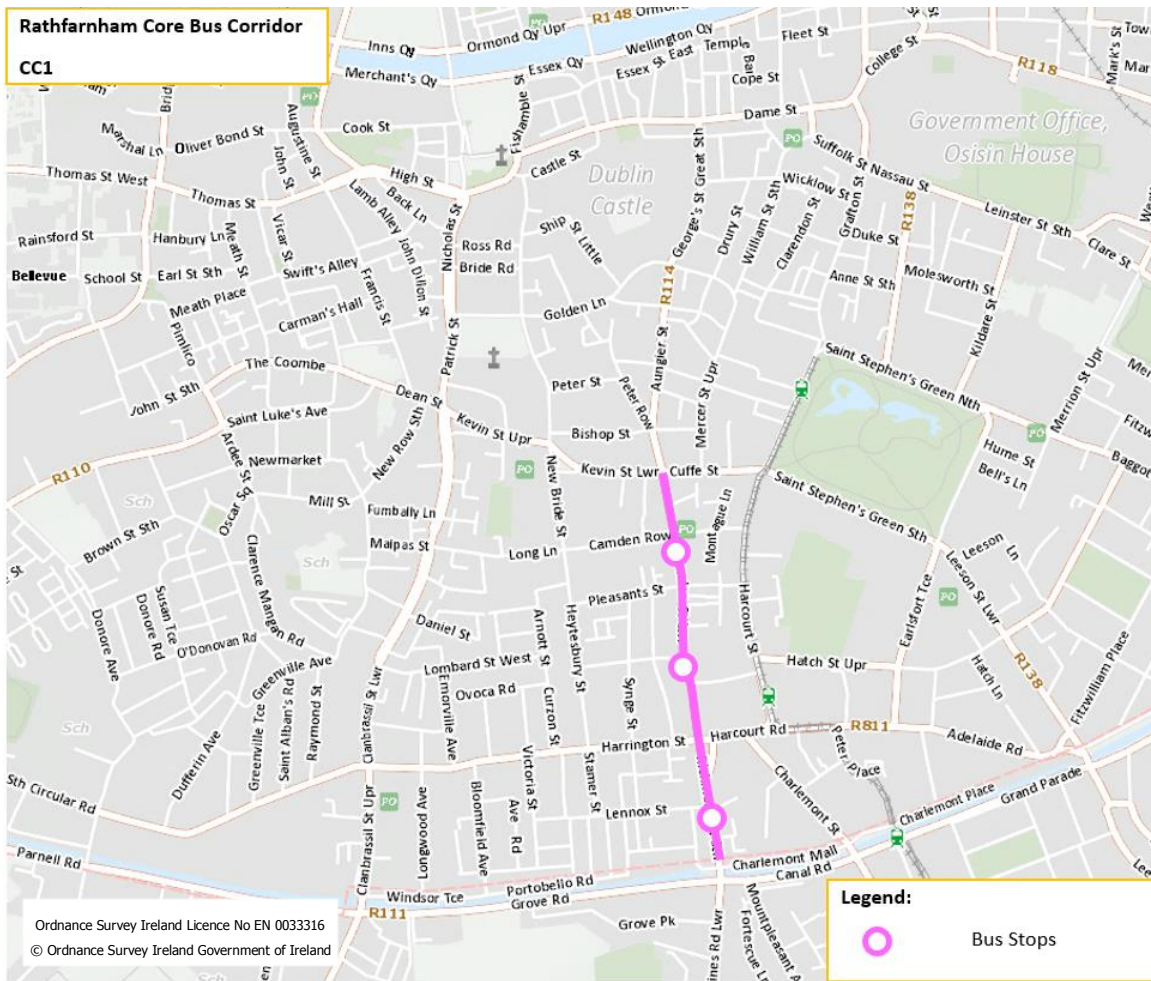 Rathfarnham Core Bus Corridor
CC1
R148
Ormond Qy Upr
Inns Qy
Merchant's Qy
Wellington Qy
Essex Qy
Essex St East
Temple Bar
Fleet St
College St
Cope St
R118
Mark's St
Fishamble St
Augustine St
Cook St
Dame St
Marshal Ln
Oliver Bond St
John St
Castle St
Dublin
Castle
Government Office,
Osisin House
Suffolk St
Nassau St
Thomas St West
Thomas St
High St
Back Ln
Lamb Alley
John Dillon St
Nicholas St
Wicklow St
Grafton St
R138
Leinster St Sth
Clare St
Rainsford St
Hanbury Ln
Meath St
Vicar St
Ross Rd
Bride Rd
Ship St Little
George's St Great Sth
Drury St
William St Sth
Clarendon St
Duke St
Bellevue
School St
Earl St Sth
Swift's Alley
Francis St
Anne St Sth
Molesworth St
Meath Place
Carman's Hall
Patrick St
Golden Ln
R114
Kildare St
Pimlico
The Coombe
Aungier St
Saint Stephen's Green Nth
Merrion St Upr
John St Sth
Dean St
Peter St
Peter Row
Mercer St Upr
Saint Luke's Ave
Kevin St Upr
Bishop St
Hume St
Bell's Ln
R110
Ardee St
Newmarket
New Row Sth
Kevin St Lwr
Cuffe St
Saint Stephen's Green Sth
Sch
Oscar Sq
Mill St
Fumbally Ln
New Bride St
Montague Ln
Brown St Sth
Malpas St
Long Ln
Camden Row
Leeson Ln
Leeson St Lwr
Sch
Clarence Mangan Rd
Pleasants St
Harcourt St
Earlsfort Tce
Donore Ave
Susan Tce
Donore Rd
O'Donovan Rd
Daniel St
Arnott St
Heytesbury St
Hatch St Upr
Hatch Ln
R138
Fitzwilliam Place
Greenville Ave
Lombard St West
Ovoca Rd
Emorville Ave
Curzon St
Synge St
Sch
Dufferin Ave
Greenville Tce
Saint Alban's Rd
Raymond St
Clanbrassil St Lwr
Harrington St
Harcourt Rd
R811
Adelaide Rd
Peter Place
Sth Circular Rd
Clanbrassil St Upr
Longwood Ave
Bloomfield Ave
Victoria St
Stamer St
Lennox St
Charlemont St
Charlemont Place
Grand Parade
Parnell Rd
Windsor Tce
Portobello Rd
Grove Rd
Charlemont Mall
Canal Rd
R111
Grove Pk
Sch
Ordnance Survey Ireland Licence No EN 0033316
© Ordnance Survey Ireland Government of Ireland
Legend:
Bus Stops